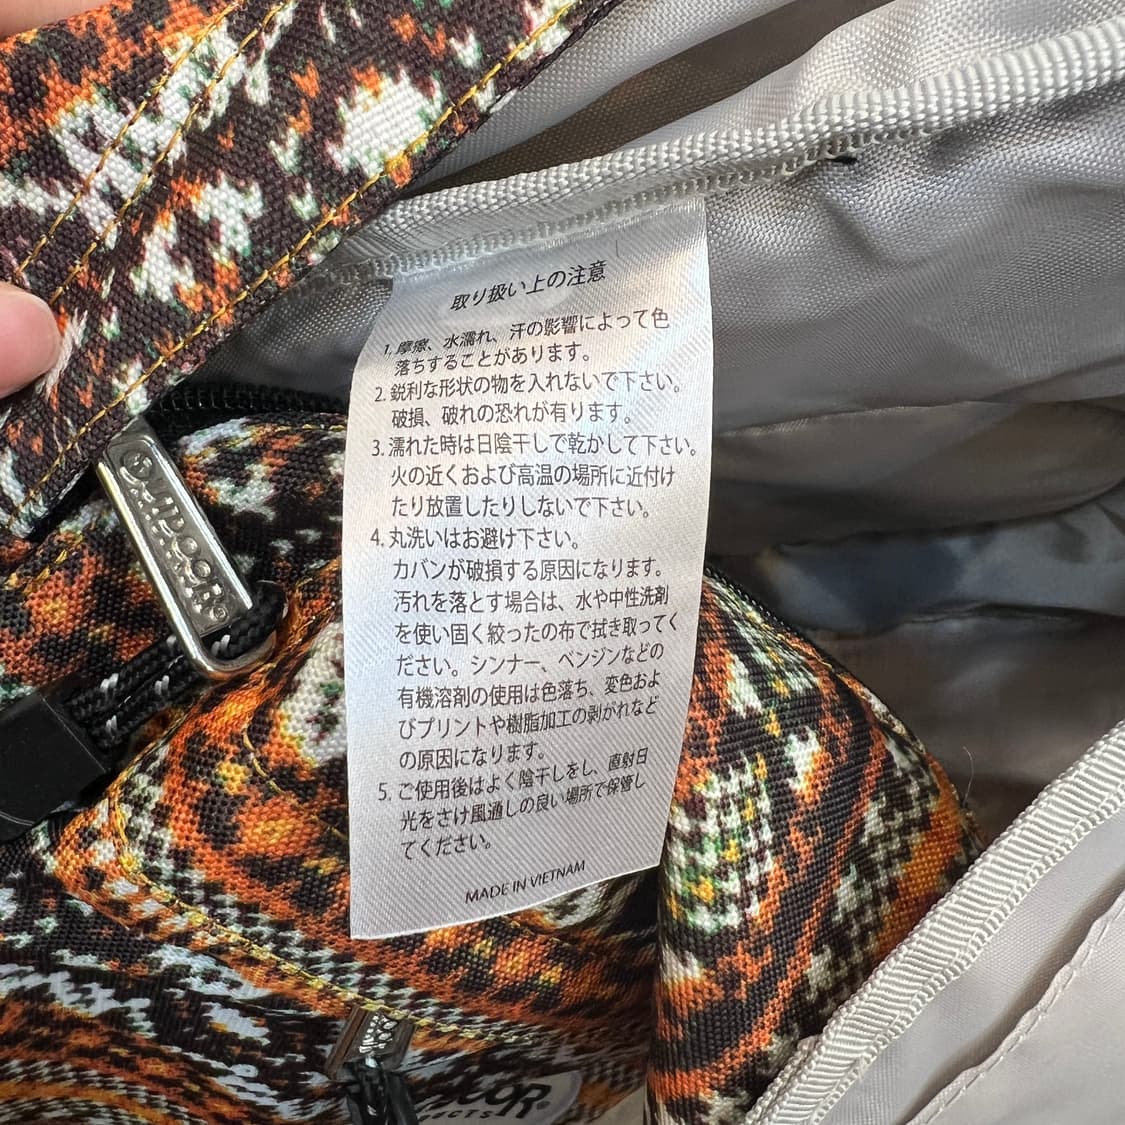 取り扱い上の注意
1. 摩擦、水濡れ、汗の影響によって色
落ちすることがあります。
2. 鋭利な形状の物を入れないで下さい。
破損、破れの恐れが有ります。
3. 濡れた時は日陰干しで乾かして下さい。
火の近くおよび高温の場所に近付け
たり放置したりしないで下さい。
4. 丸洗いはお避け下さい。
カバンが破損する原因になります。
汚れを落とす場合は、水や中性洗剤
を使い固く絞ったの布で拭き取ってく
ださい。シンナー、ベンジンなどの
有機溶剤の使用は色落ち、変色およ
びプリントや樹脂加工の剥がれなど
の原因になります。
5. ご使用後はよく陰干しをし、直射日
光をさけ風通しの良い場所で保管し
てください。
MADE IN VIETNAM